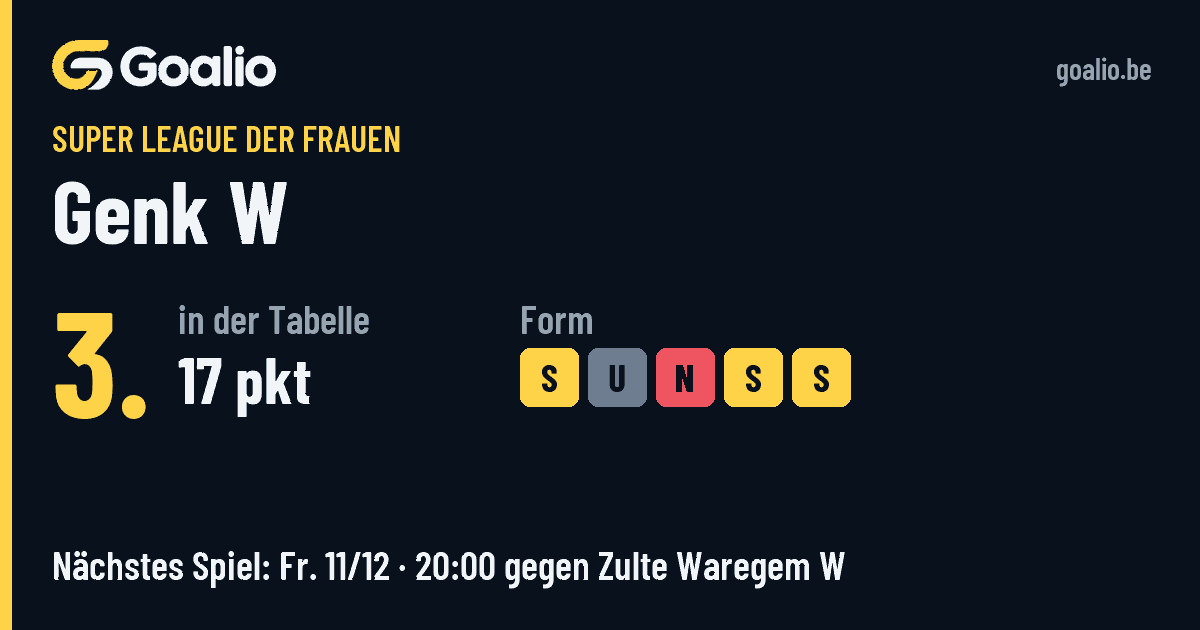 Goalio
goalio.be
SUPER LEAGUE DER FRAUEN
Genk W
3.
in der Tabelle
17 pkt
Form
S U N S S
Nächstes Spiel: Fr. 11/12 · 20:00 gegen Zulte Waregem W